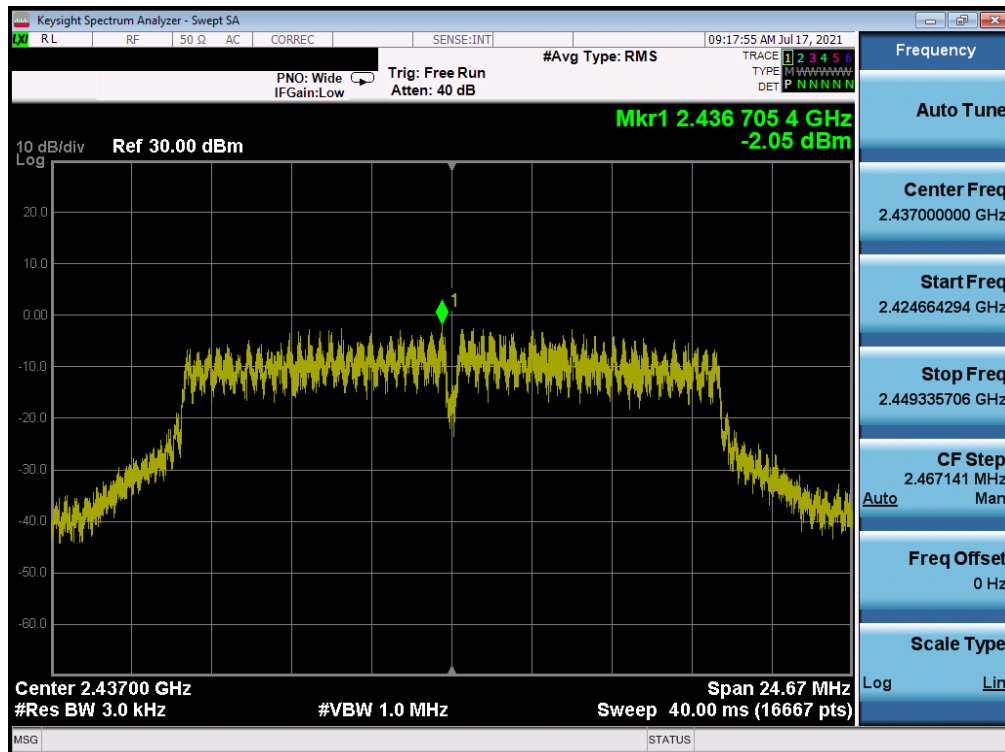 Keysight Spectrum Analyzer - Swept SA
LXI RL RF 50 Ω AC CORREC SENSE:INT 09:17:55 AM Jul 17, 2021
#Avg Type: RMS TRACE 1 2 3 4 5 6
PNO: Wide Trig: Free Run TYPE M W W W W W
IFGain:Low Atten: 40 dB DET P N N N N N
Mkr1 2.436 705 4 GHz
-2.05 dBm
10 dB/div Ref 30.00 dBm
Log
20.0
10.0
1
0.00
-10.0
-20.0
-30.0
-40.0
-50.0
-60.0
Center 2.43700 GHz Span 24.67 MHz
#Res BW 3.0 kHz #VBW 1.0 MHz Sweep 40.00 ms (16667 pts)
MSG STATUS
Frequency
Auto Tune
Center Freq
2.437000000 GHz
Start Freq
2.424664294 GHz
Stop Freq
2.449335706 GHz
CF Step
2.467141 MHz
Auto Man
Freq Offset
0 Hz
Scale Type
Log Lin